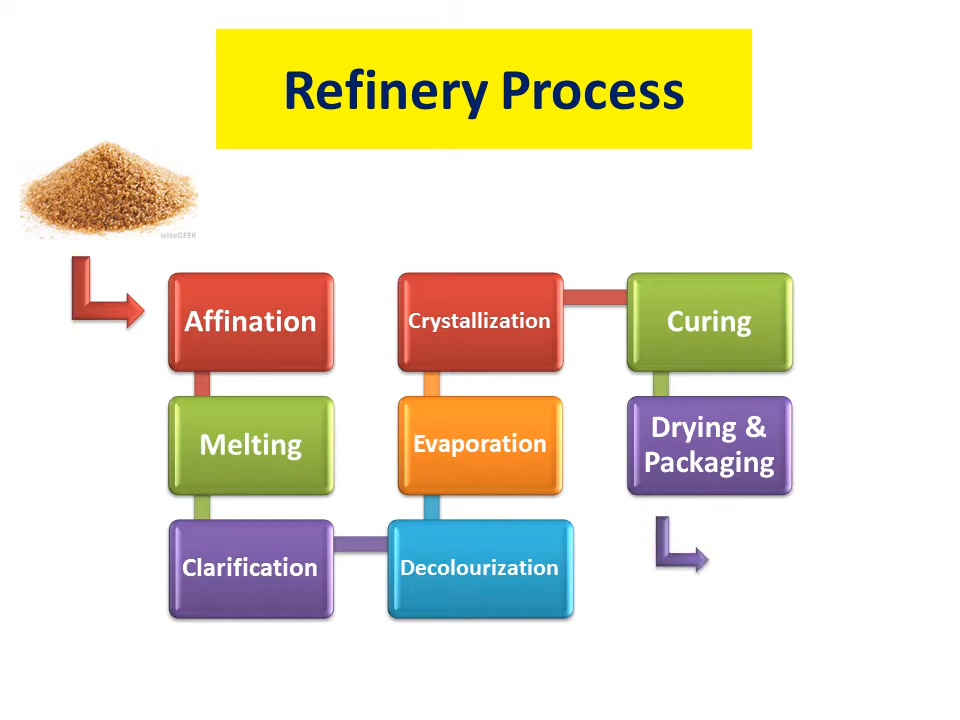 Refinery Process
wiseGEEK
Affination
Melting
Clarification
Decolourization
Evaporation
Crystallization
Curing
Drying &
Packaging